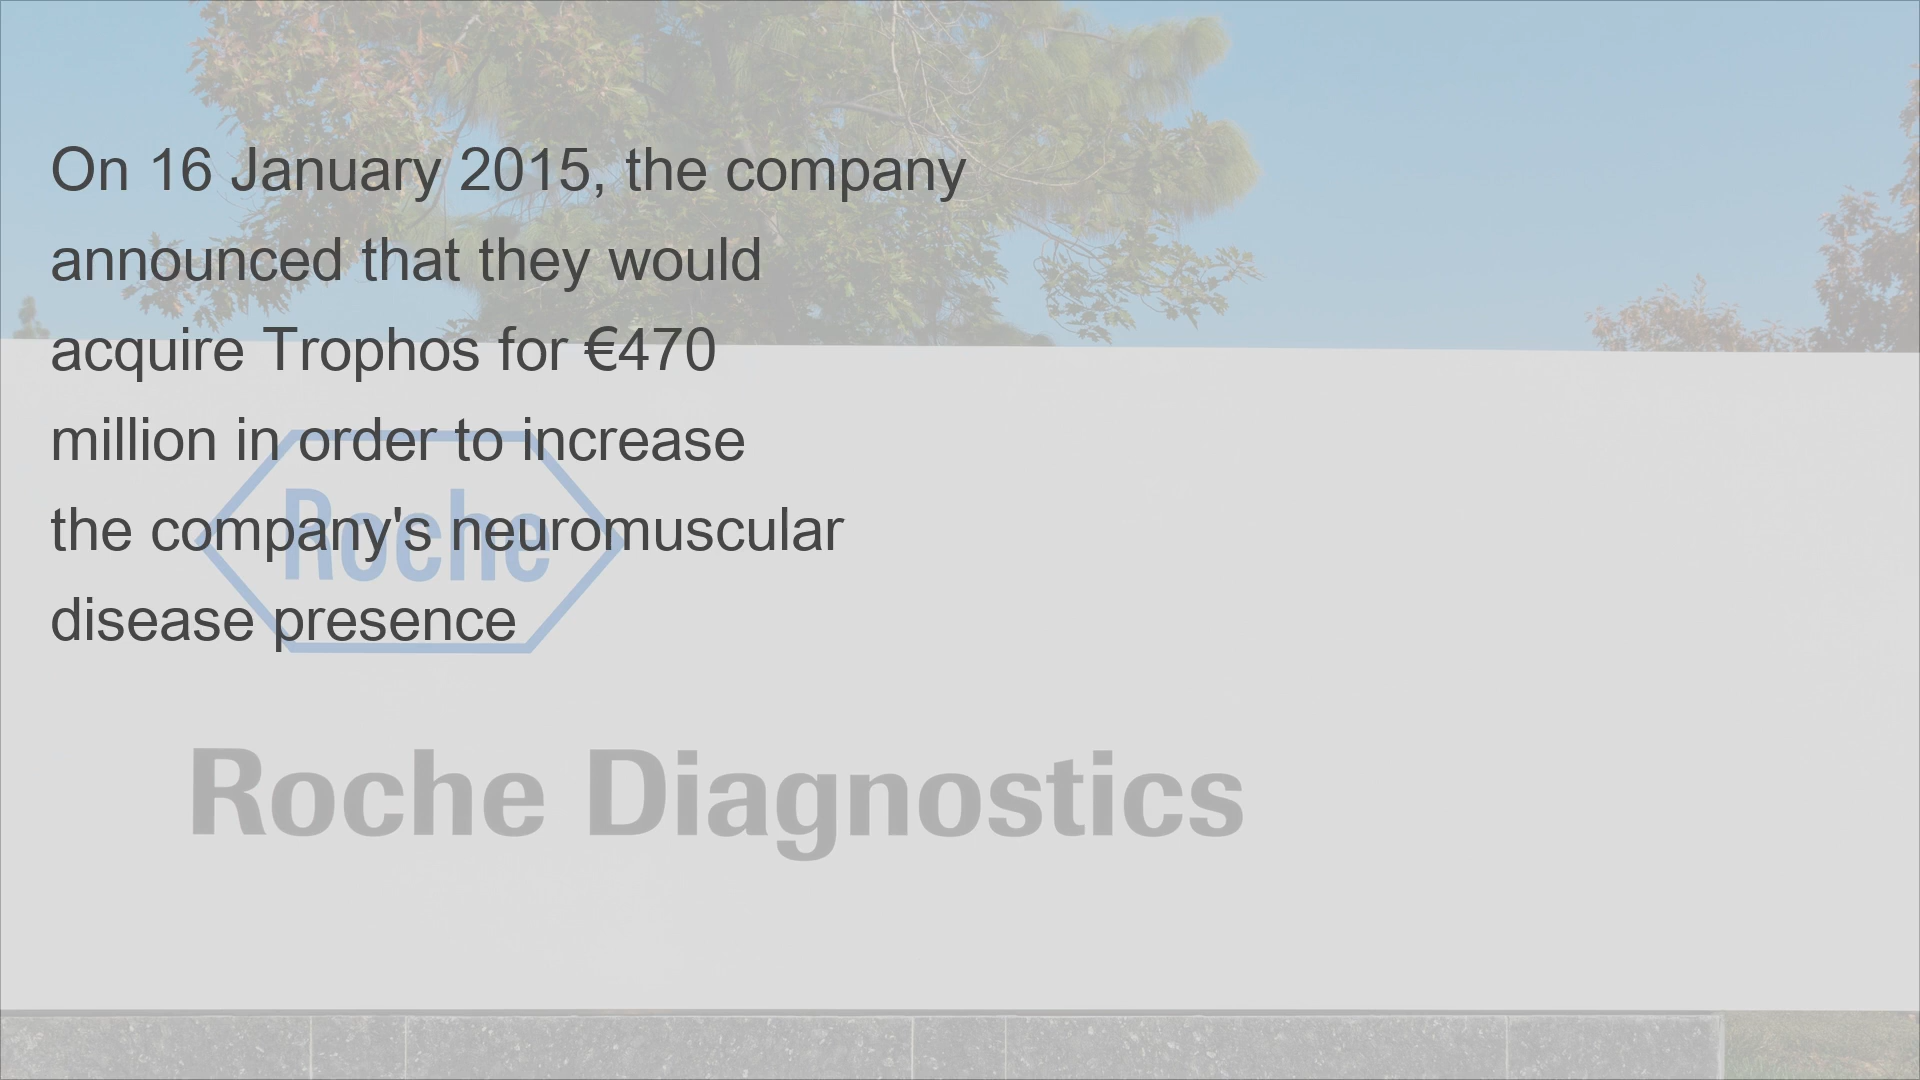 On 16 January 2015, the company
announced that they would
acquire Trophos for €470
million in order to increase
the company's neuromuscular
disease presence
Roche
Roche Diagnostics